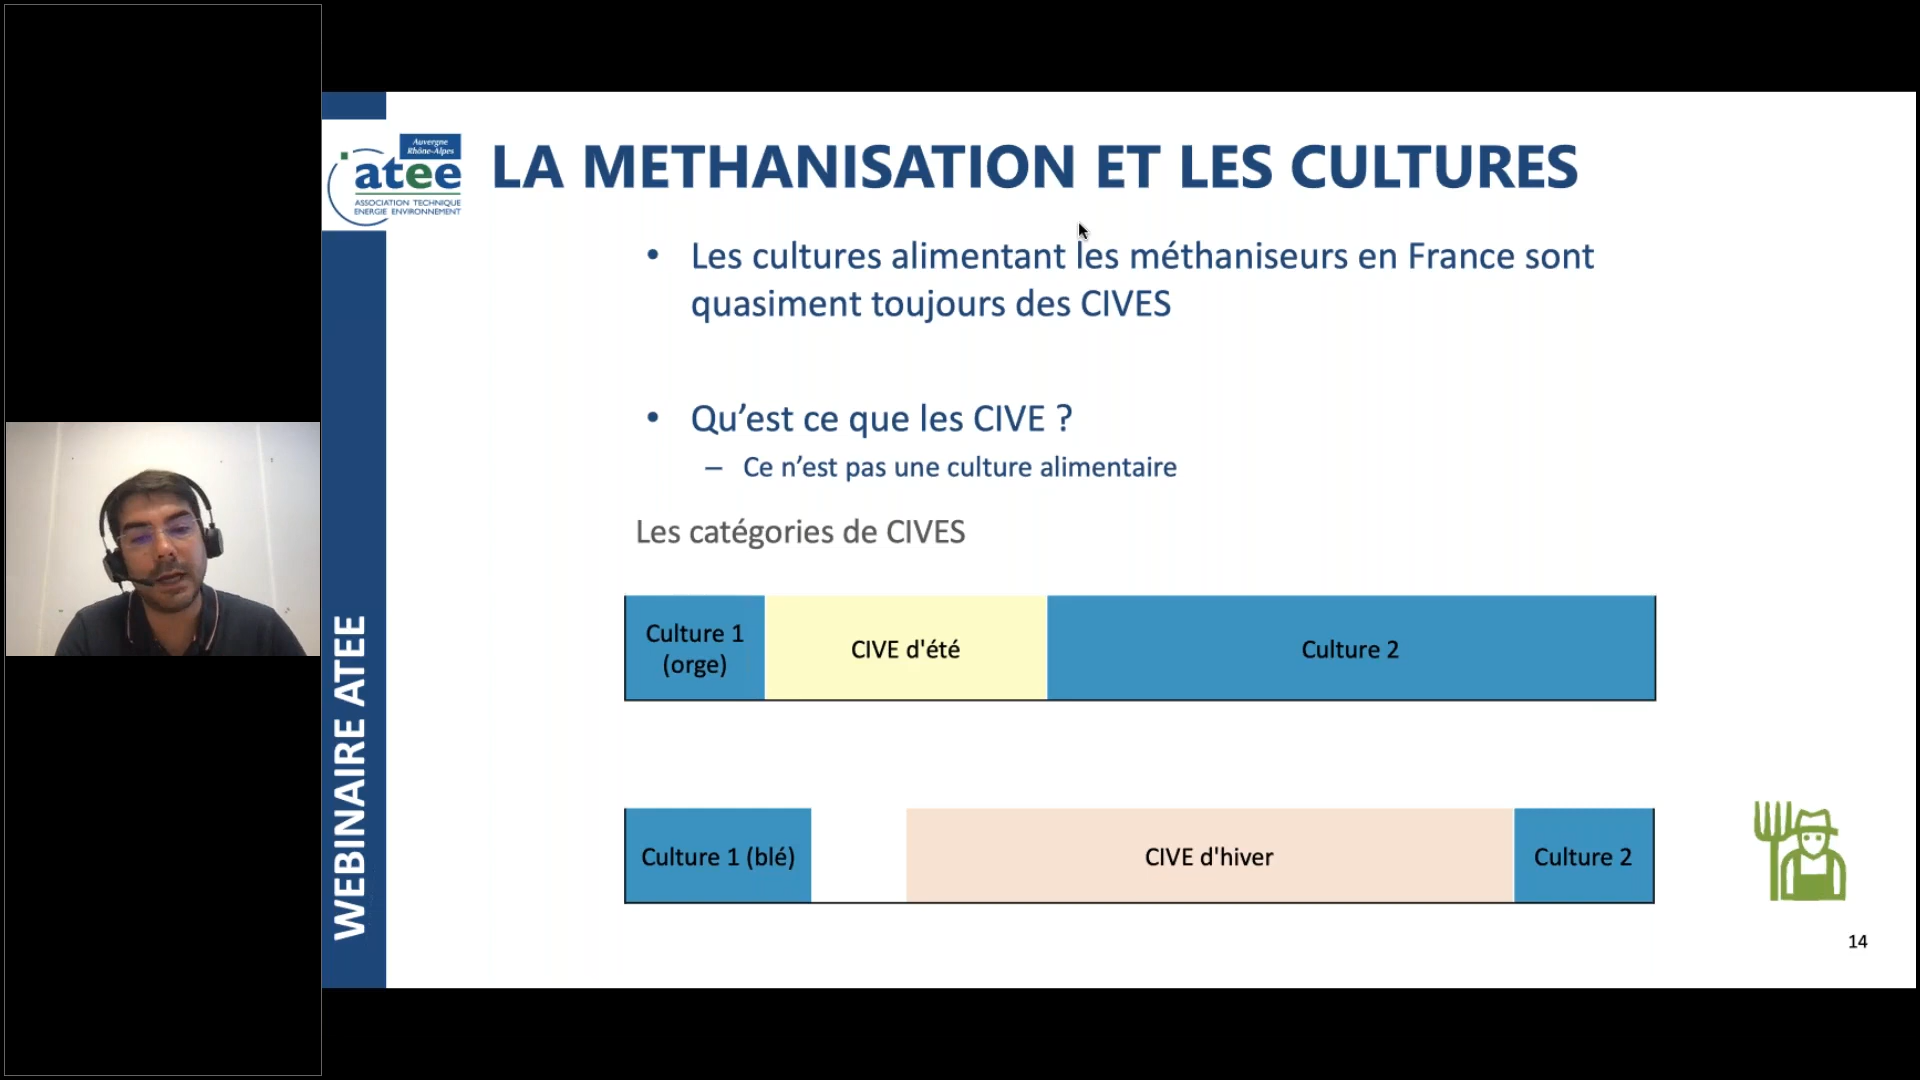 Auvergne
Rhône-Alpes
atee
ASSOCIATION TECHNIQUE
ENERGIE ENVIRONNEMENT
LA METHANISATION ET LES CULTURES
• Les cultures alimentant les méthaniseurs en France sont
quasiment toujours des CIVES
• Qu’est ce que les CIVE ?
– Ce n’est pas une culture alimentaire
Les catégories de CIVES
Culture 1
(orge)
CIVE d'été
Culture 2
Culture 1 (blé)
CIVE d'hiver
Culture 2
WEBINAIRE ATEE
14